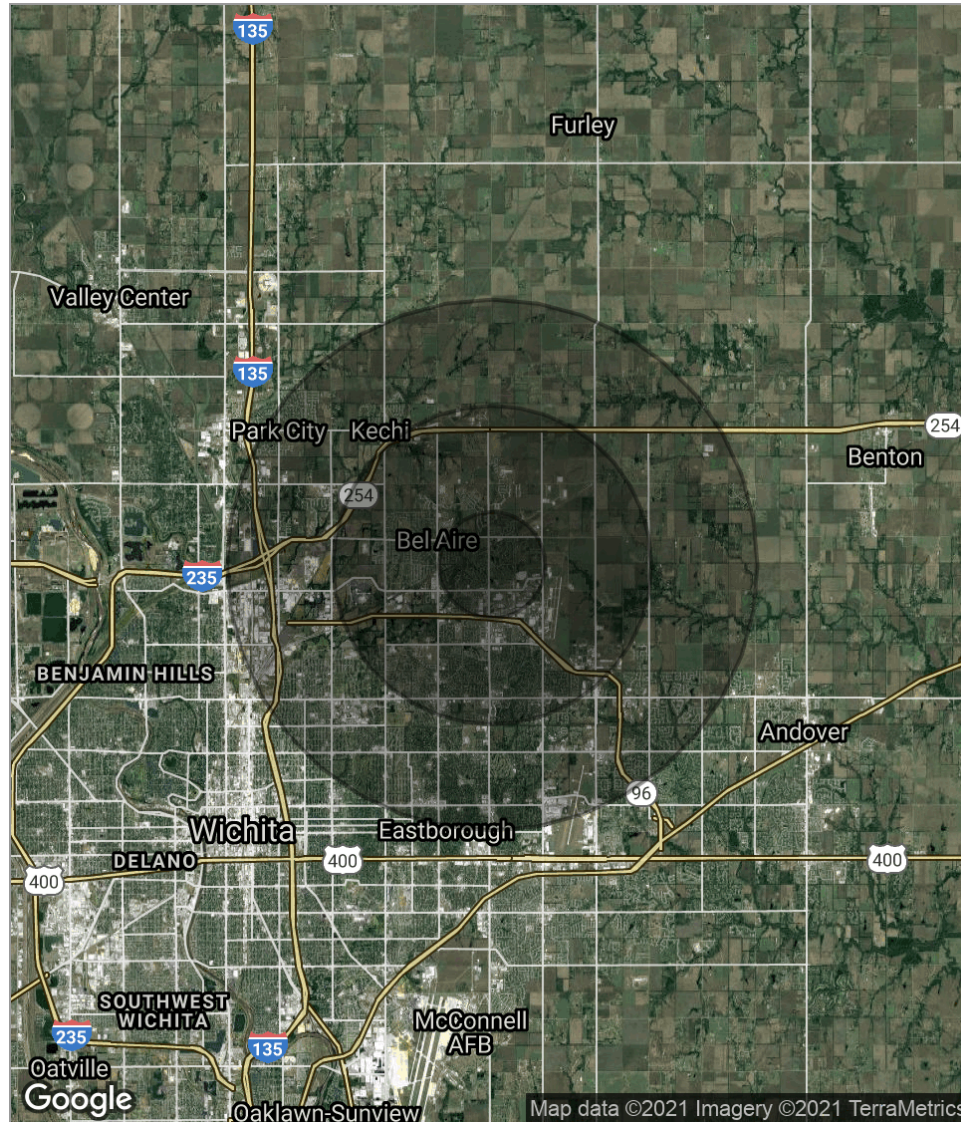 135
Furley
Valley Center
135
Park City
Kechi
254
Benton
254
Bel Aire
235
BENJAMIN HILLS
Andover
96
Wichita
Eastborough
DELANO
400
400
400
SOUTHWEST
WICHITA
McConnell
AFB
235
135
Oatville
Google
Oaklawn-Sunview
Map data ©2021 Imagery ©2021 TerraMetrics